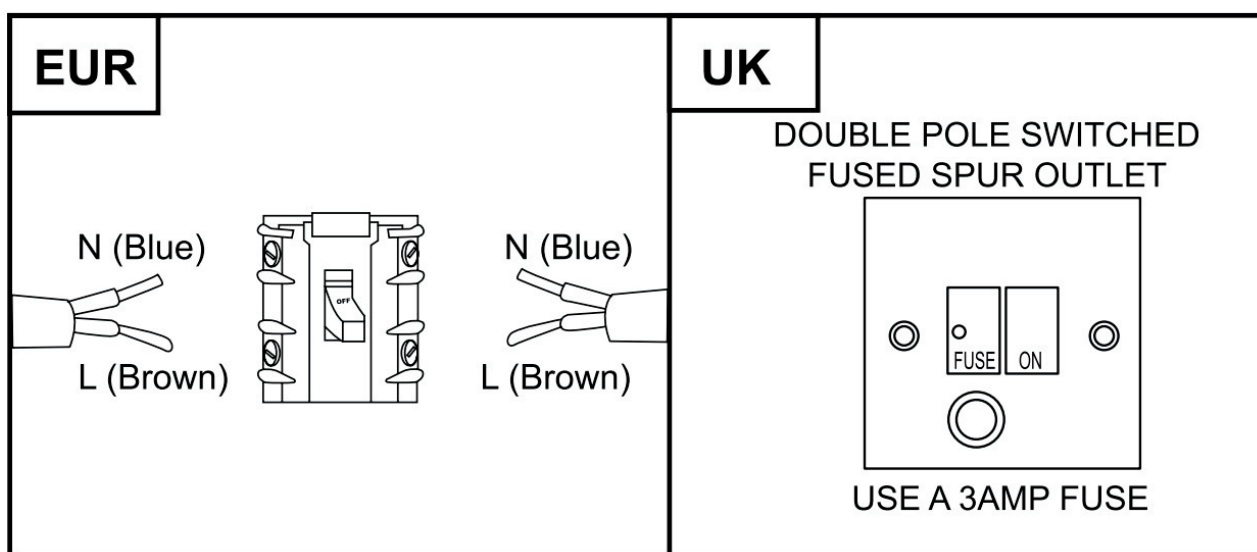 EUR
N (Blue)
L (Brown)
OFF
N (Blue)
L (Brown)
UK
DOUBLE POLE SWITCHED
FUSED SPUR OUTLET
FUSE
ON
USE A 3AMP FUSE